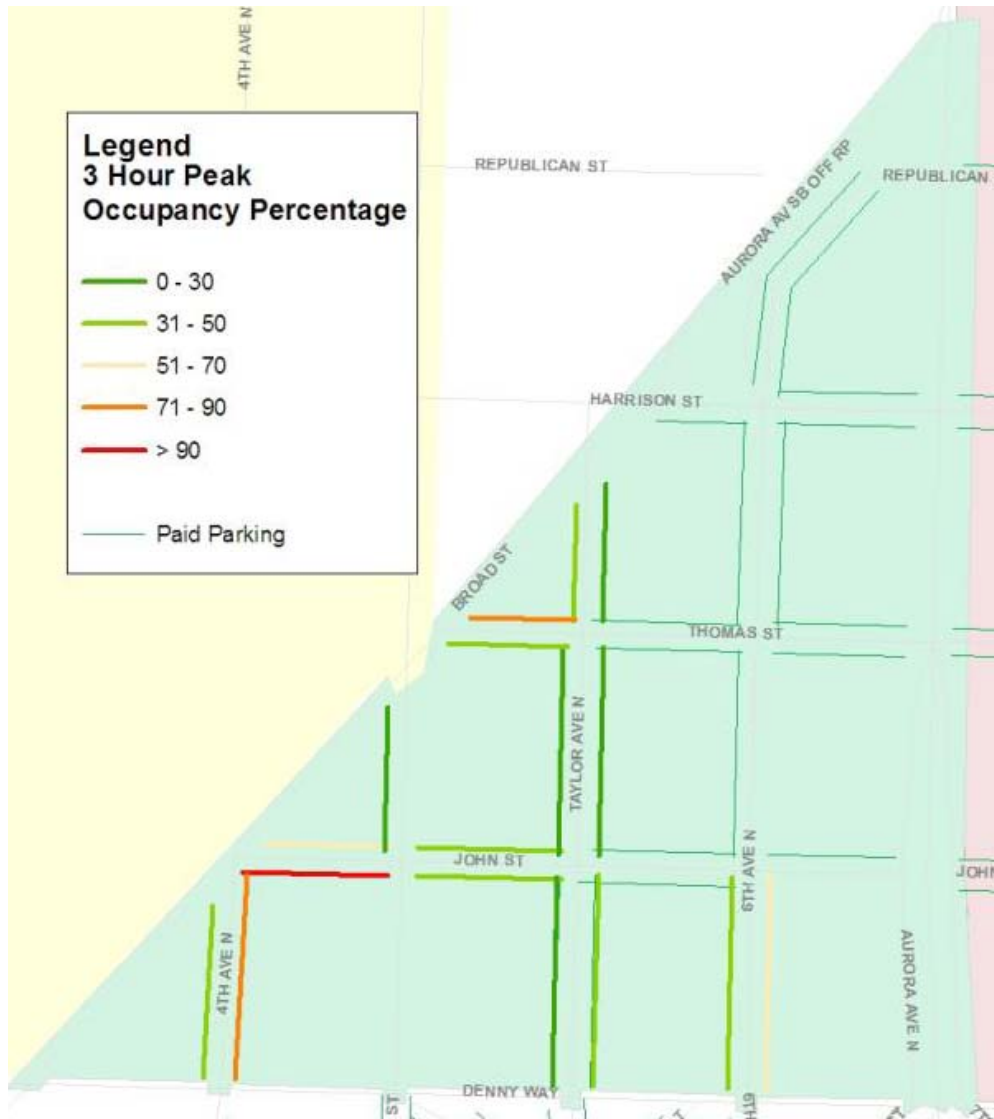 4TH AVE N
Legend
3 Hour Peak
Occupancy Percentage
0 - 30
31 - 50
51 - 70
71 - 90
> 90
Paid Parking
REPUBLICAN ST
AURORA AV SB OFF RP
REPUBLICAN
HARRISON ST
BROAD ST
THOMAS ST
TAYLOR AVE N
JOHN ST
6TH AVE N
JOHN
4TH AVE N
AURORA AVE N
DENNY WAY
ST